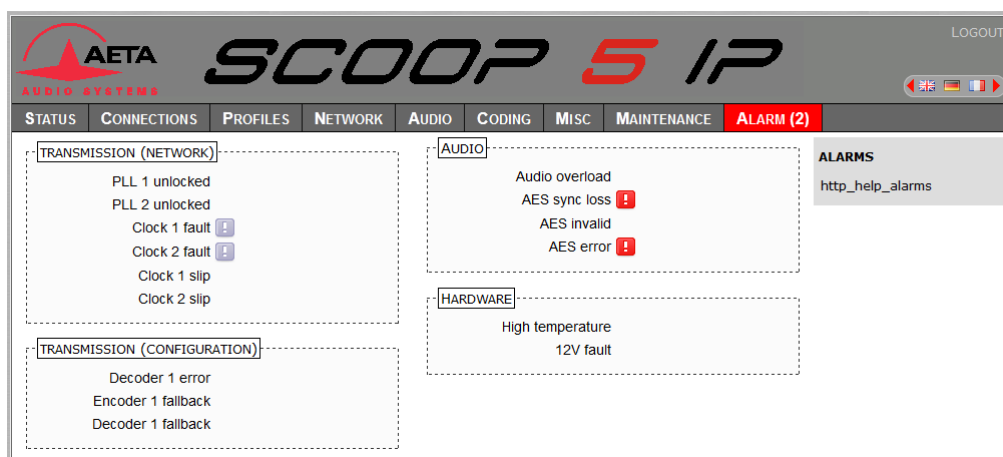 AETA
AUDIO SYSTEMS
SCOOP 5 IP
LOGOUT
STATUS CONNECTIONS PROFILES NETWORK AUDIO CODING MISC MAINTENANCE ALARM (2)
TRANSMISSION (NETWORK)
PLL 1 unlocked
PLL 2 unlocked
Clock 1 fault !
Clock 2 fault !
Clock 1 slip
Clock 2 slip
TRANSMISSION (CONFIGURATION)
Decoder 1 error
Encoder 1 fallback
Decoder 1 fallback
AUDIO
Audio overload
AES sync loss !
AES invalid
AES error !
HARDWARE
High temperature
12V fault
ALARMS
http_help_alarms